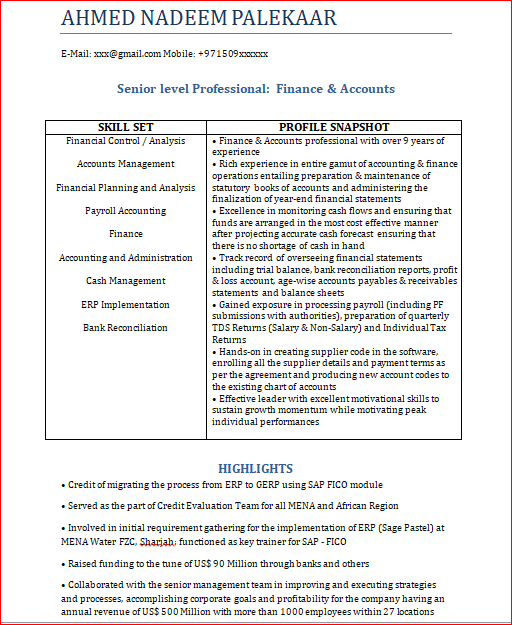 AHMED NADEEM PALEKAAR
E-Mail: xxx@gmail.com Mobile: +971509xxxxxx
Senior level Professional:  Finance & Accounts
SKILL SET
Financial Control / Analysis
Accounts Management
Financial Planning and Analysis
Payroll Accounting
Finance
Accounting and Administration
Cash Management
ERP Implementation
Bank Reconciliation
PROFILE SNAPSHOT
• Finance & Accounts professional with over 9 years of
experience
• Rich experience in entire gamut of accounting & finance
operations entailing preparation & maintenance of
statutory books of accounts and administering the
finalization of year-end financial statements
• Excellence in monitoring cash flows and ensuring that
funds are arranged in the most cost effective manner
after projecting accurate cash forecast ensuring that
there is no shortage of cash in hand
• Track record of overseeing financial statements
including trial balance, bank reconciliation reports, profit
& loss account, age-wise accounts payables & receivables
statements and balance sheets
• Gained exposure in processing payroll (including PF
submissions with authorities), preparation of quarterly
TDS Returns (Salary & Non-Salary) and Individual Tax
Returns
• Hands-on in creating supplier code in the software,
enrolling all the supplier details and payment terms as
per the agreement and producing new account codes to
the existing chart of accounts
• Effective leader with excellent motivational skills to
sustain growth momentum while motivating peak
individual performances
HIGHLIGHTS
• Credit of migrating the process from ERP to GERP using SAP FICO module
• Served as the part of Credit Evaluation Team for all MENA and African Region
• Involved in initial requirement gathering for the implementation of ERP (Sage Pastel) at
MENA Water FZC, Sharjah; functioned as key trainer for SAP - FICO
• Raised funding to the tune of US$ 90 Million through banks and others
• Collaborated with the senior management team in improving and executing strategies
and processes, accomplishing corporate goals and profitability for the company having an
annual revenue of US$ 500 Million with more than 1000 employees within 27 locations